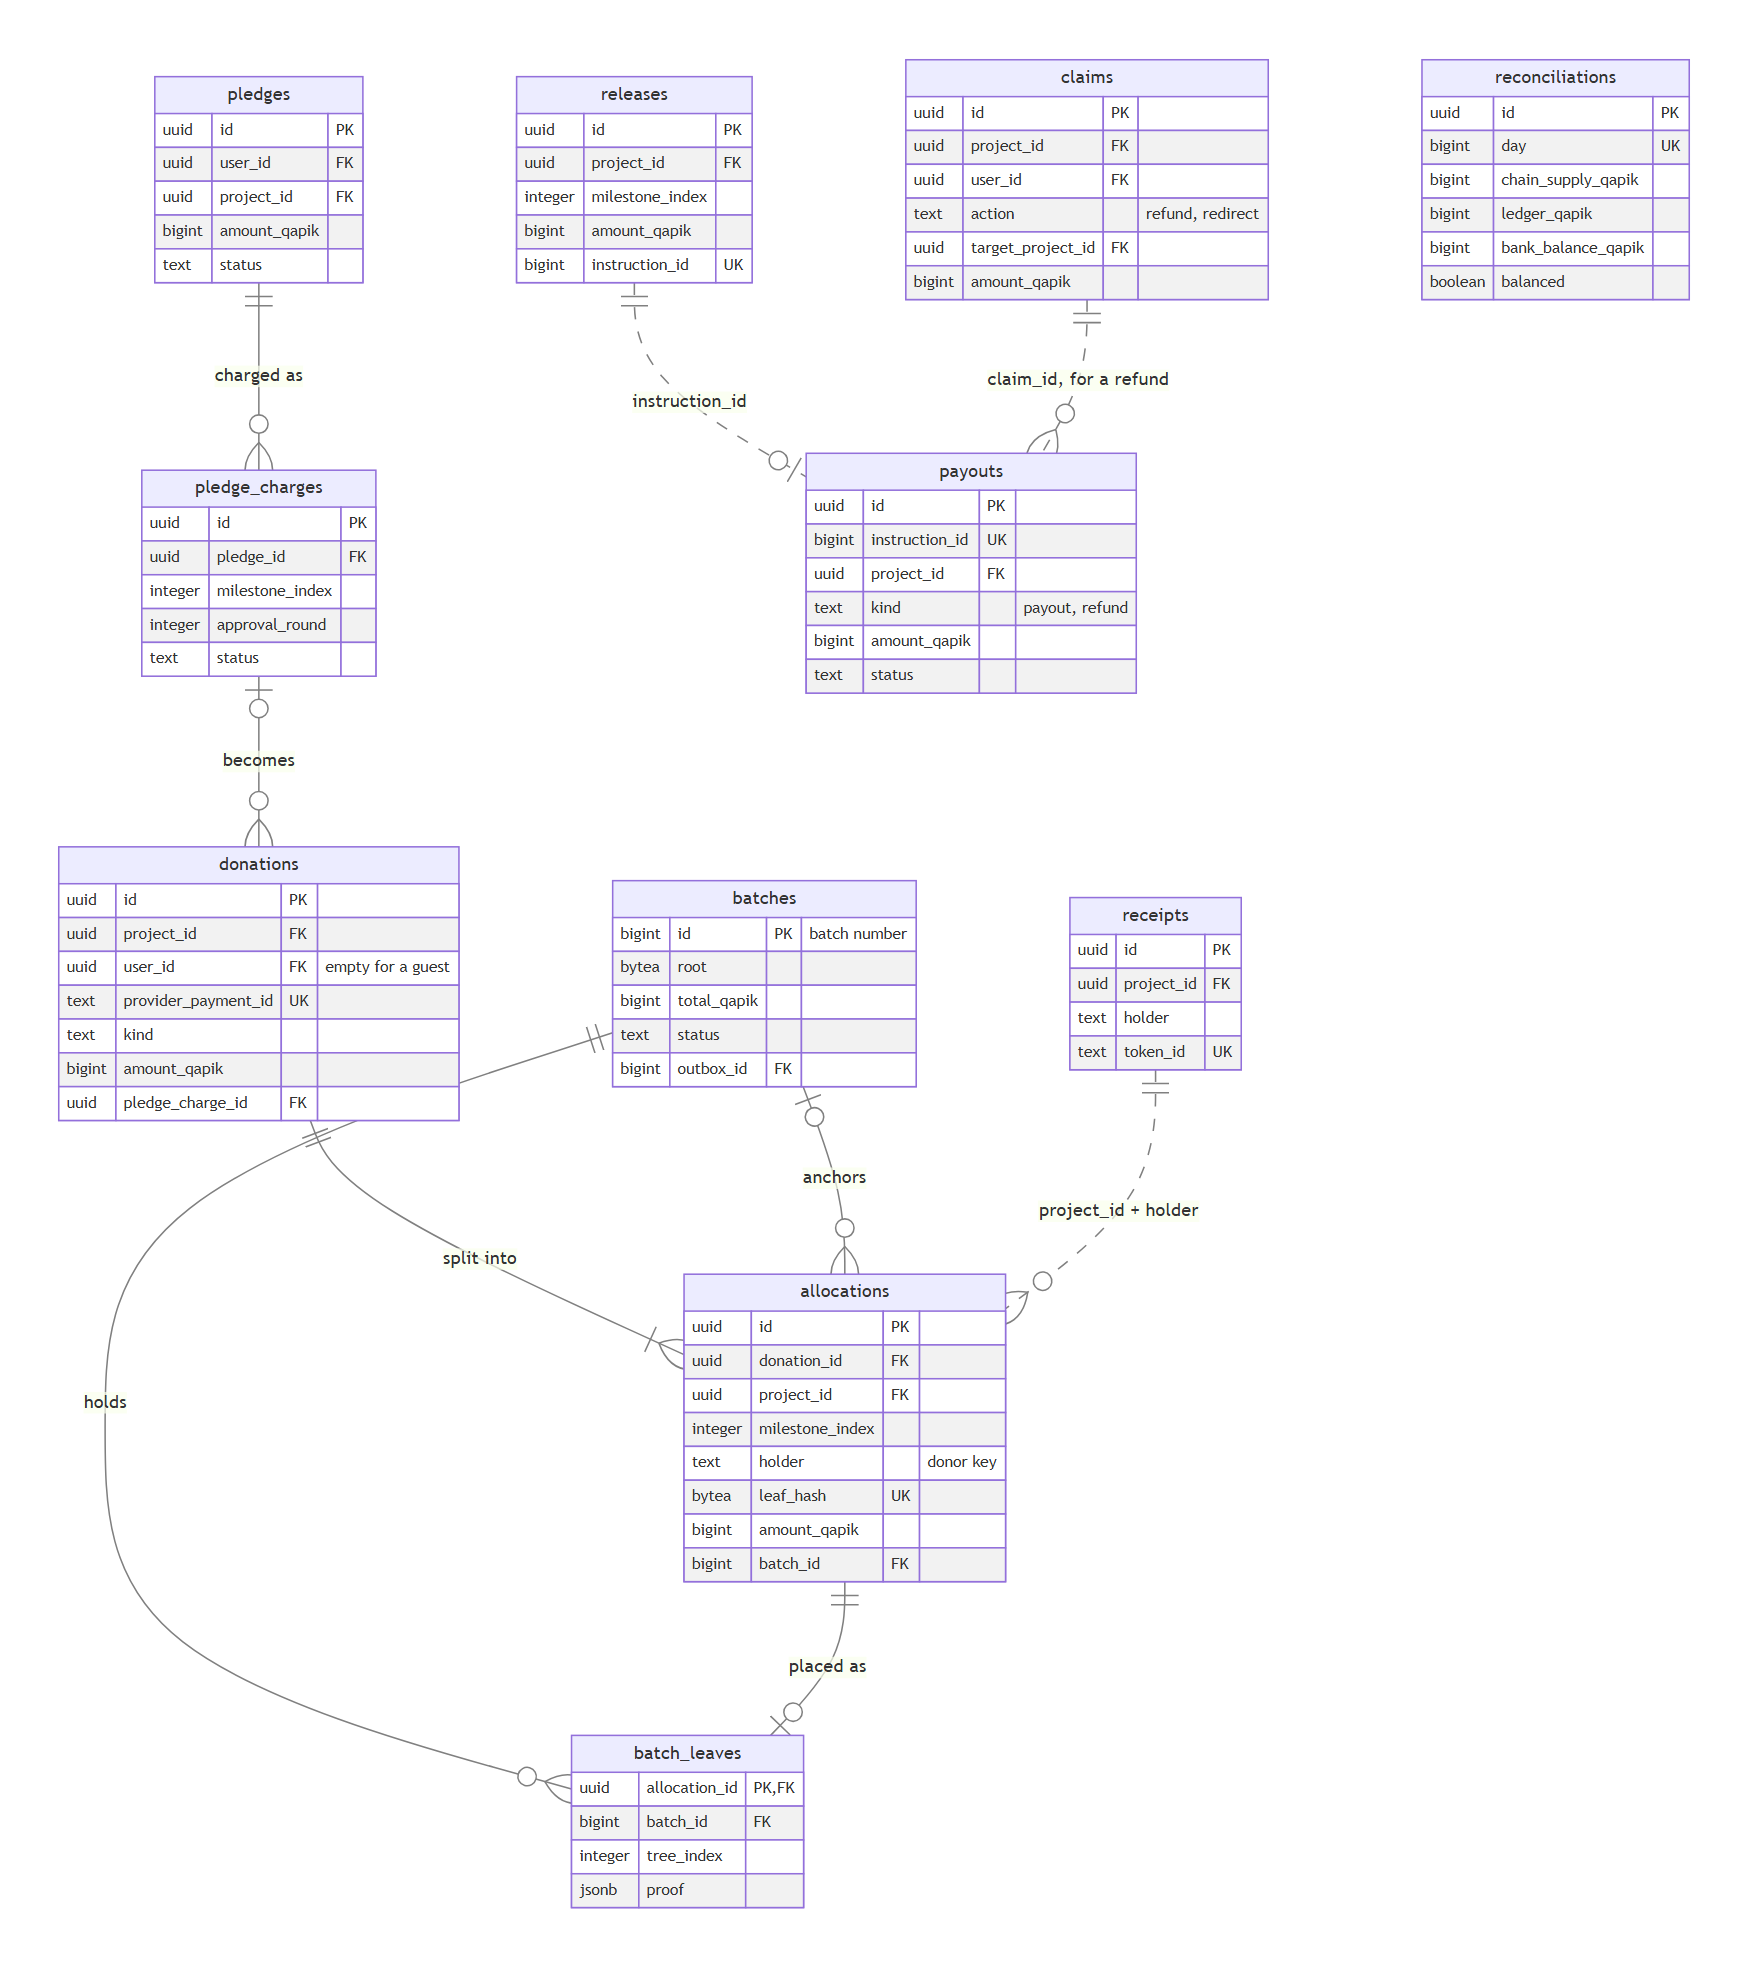 pledges
uuid id PK
uuid user_id FK
uuid project_id FK
bigint amount_qapik
text status
releases
uuid id PK
uuid project_id FK
integer milestone_index
bigint amount_qapik
bigint instruction_id UK
claims
uuid id PK
uuid project_id FK
uuid user_id FK
text action refund, redirect
uuid target_project_id FK
bigint amount_qapik
reconciliations
uuid id PK
bigint day UK
bigint chain_supply_qapik
bigint ledger_qapik
bigint bank_balance_qapik
boolean balanced
charged as
instruction_id
claim_id, for a refund
pledge_charges
uuid id PK
uuid pledge_id FK
integer milestone_index
integer approval_round
text status
payouts
uuid id PK
bigint instruction_id UK
uuid project_id FK
text kind payout, refund
bigint amount_qapik
text status
becomes
donations
uuid id PK
uuid project_id FK
uuid user_id FK empty for a guest
text provider_payment_id UK
text kind
bigint amount_qapik
uuid pledge_charge_id FK
batches
bigint id PK batch number
bytea root
bigint total_qapik
text status
bigint outbox_id FK
receipts
uuid id PK
uuid project_id FK
text holder
text token_id UK
anchors
project_id + holder
split into
allocations
uuid id PK
uuid donation_id FK
uuid project_id FK
integer milestone_index
text holder donor key
bytea leaf_hash UK
bigint amount_qapik
bigint batch_id FK
holds
placed as
batch_leaves
uuid allocation_id PK,FK
bigint batch_id FK
integer tree_index
jsonb proof